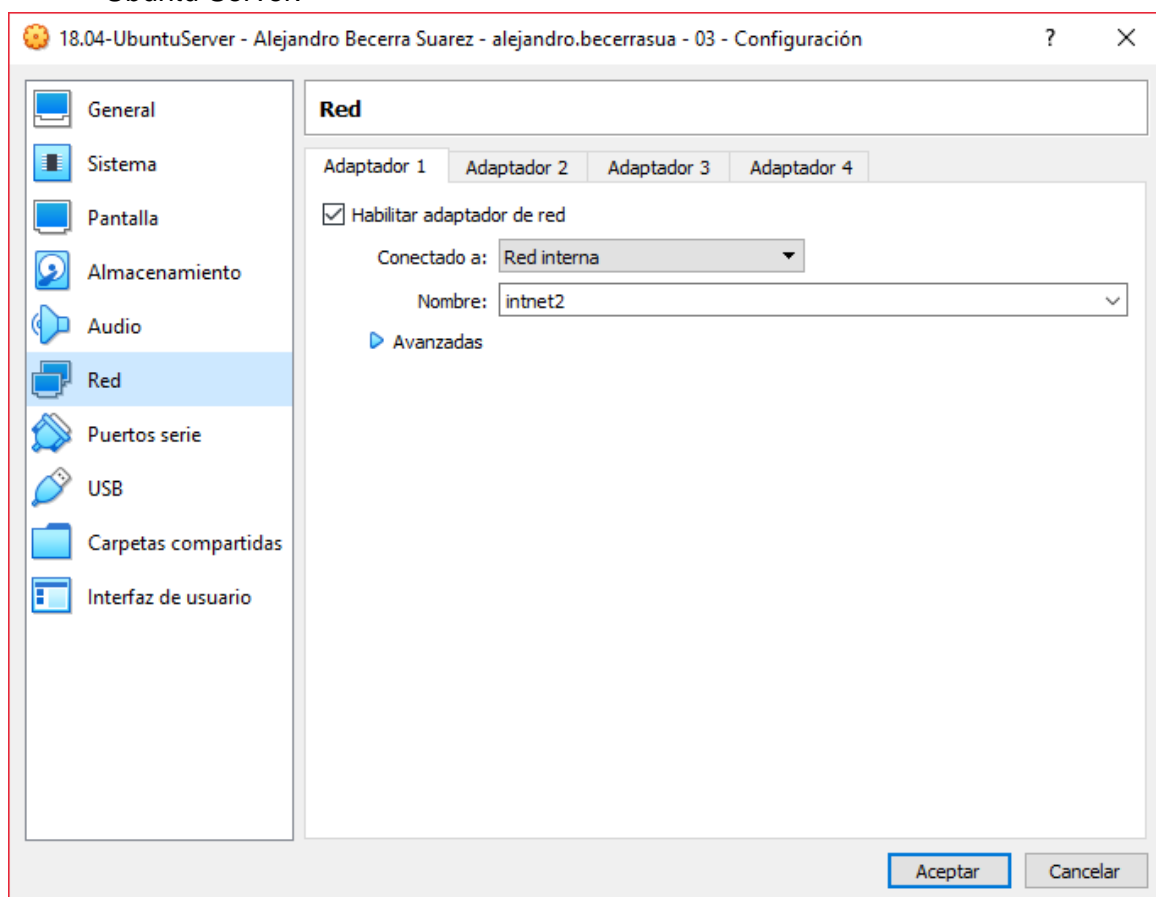 Ubuntu Server.
18.04-UbuntuServer - Alejandro Becerra Suarez - alejandro.becerrasua - 03 - Configuración
General
Sistema
Pantalla
Almacenamiento
Audio
Red
Puertos serie
USB
Carpetas compartidas
Interfaz de usuario
Red
Adaptador 1 Adaptador 2 Adaptador 3 Adaptador 4
Habilitar adaptador de red
Conectado a: Red interna
Nombre: intnet2
Avanzadas
Aceptar Cancelar